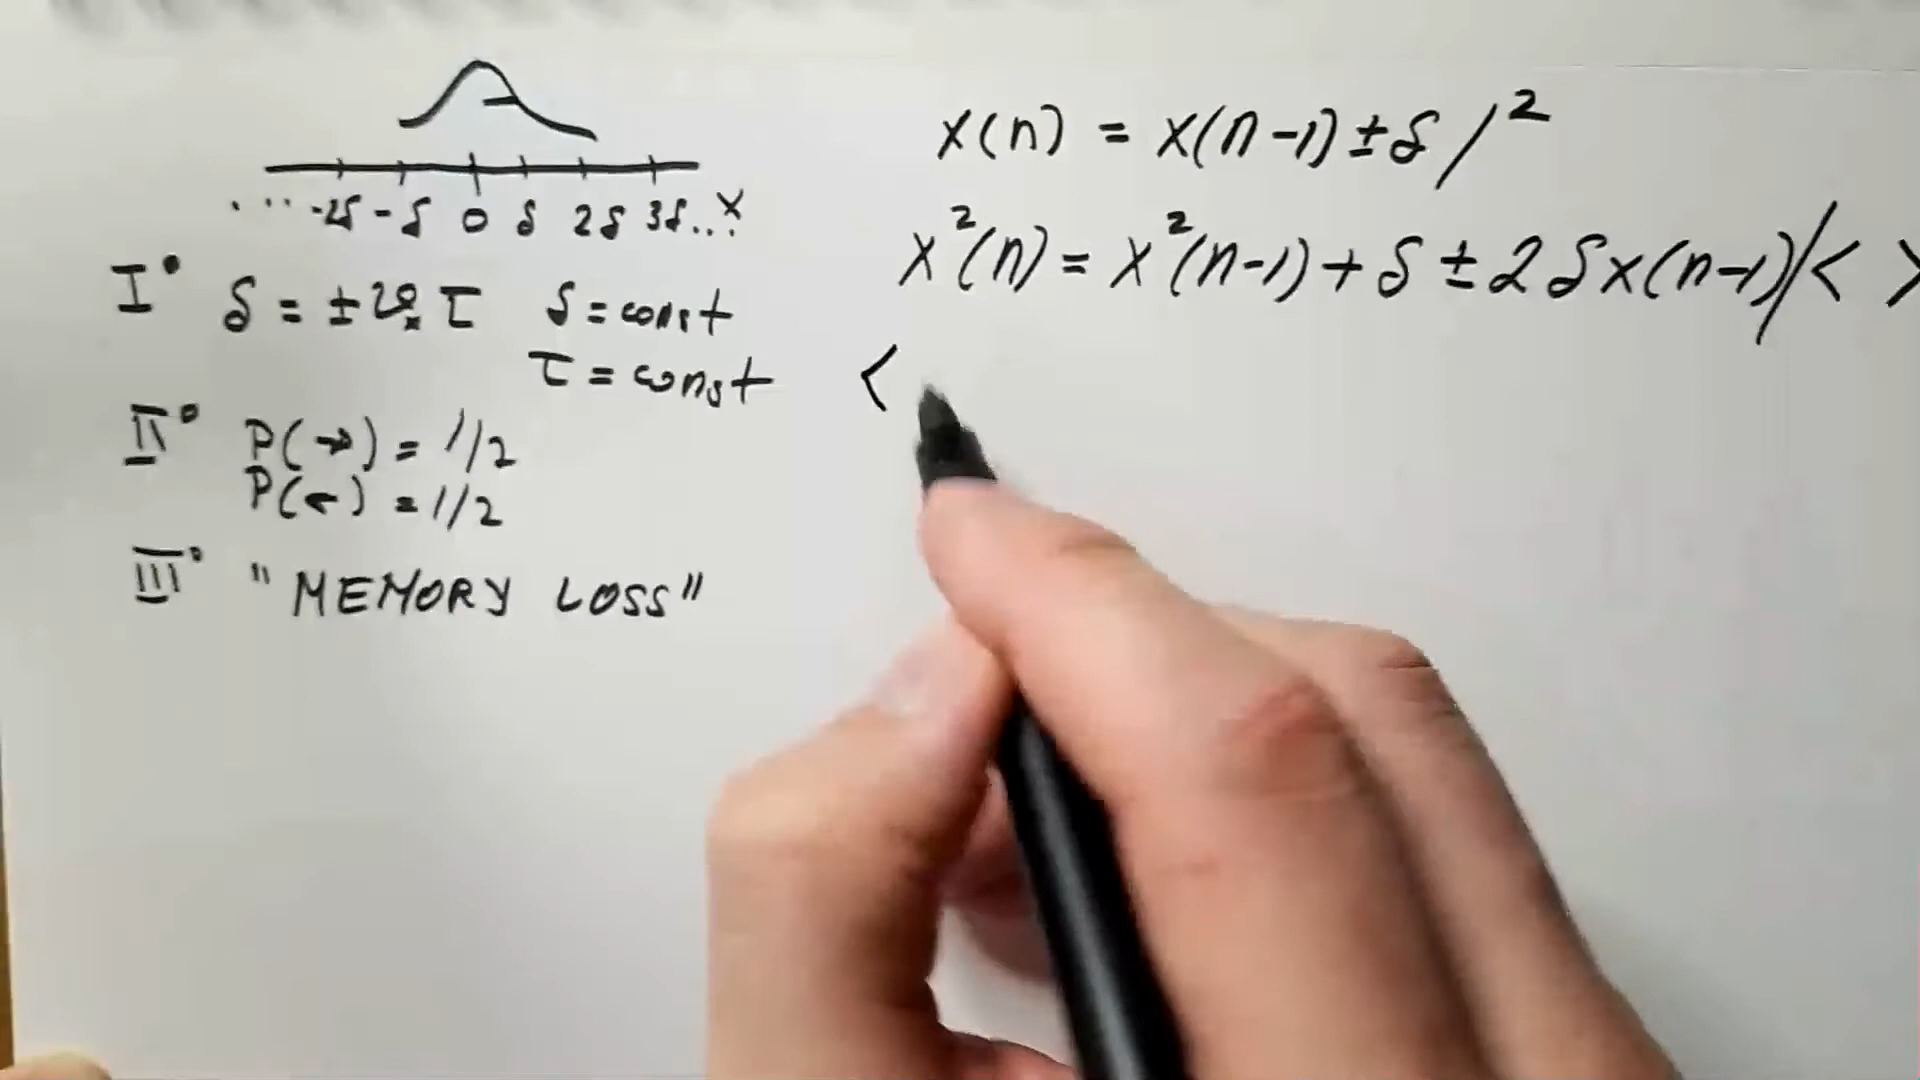 ... -2δ -δ 0 δ 2δ 3δ... x
I° δ = ±υₓ τ δ = const
τ = const
II° P(→) = 1/2
P(←) = 1/2
III° "MEMORY LOSS"
x(n) = x(n-1) ± δ /²
x²(n) = x²(n-1) + δ ± 2δx(n-1) /< >
<